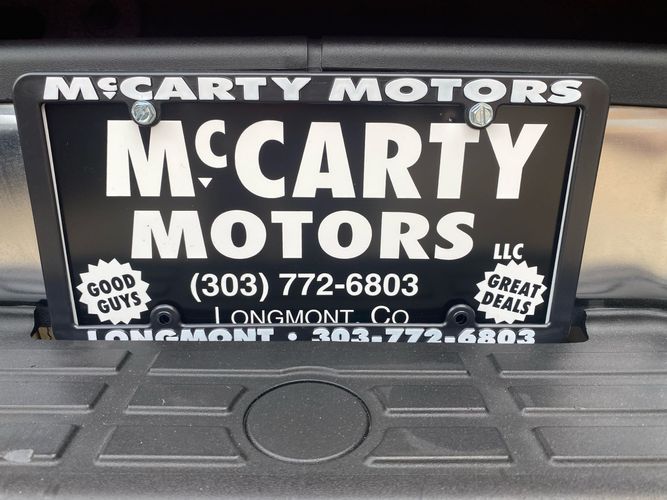 McCARTY MOTORS
McCARTY
MOTORS LLC
(303) 772-6803
LONGMONT, CO
GOOD
GUYS
GREAT
DEALS
LONGMONT • 303-772-6803